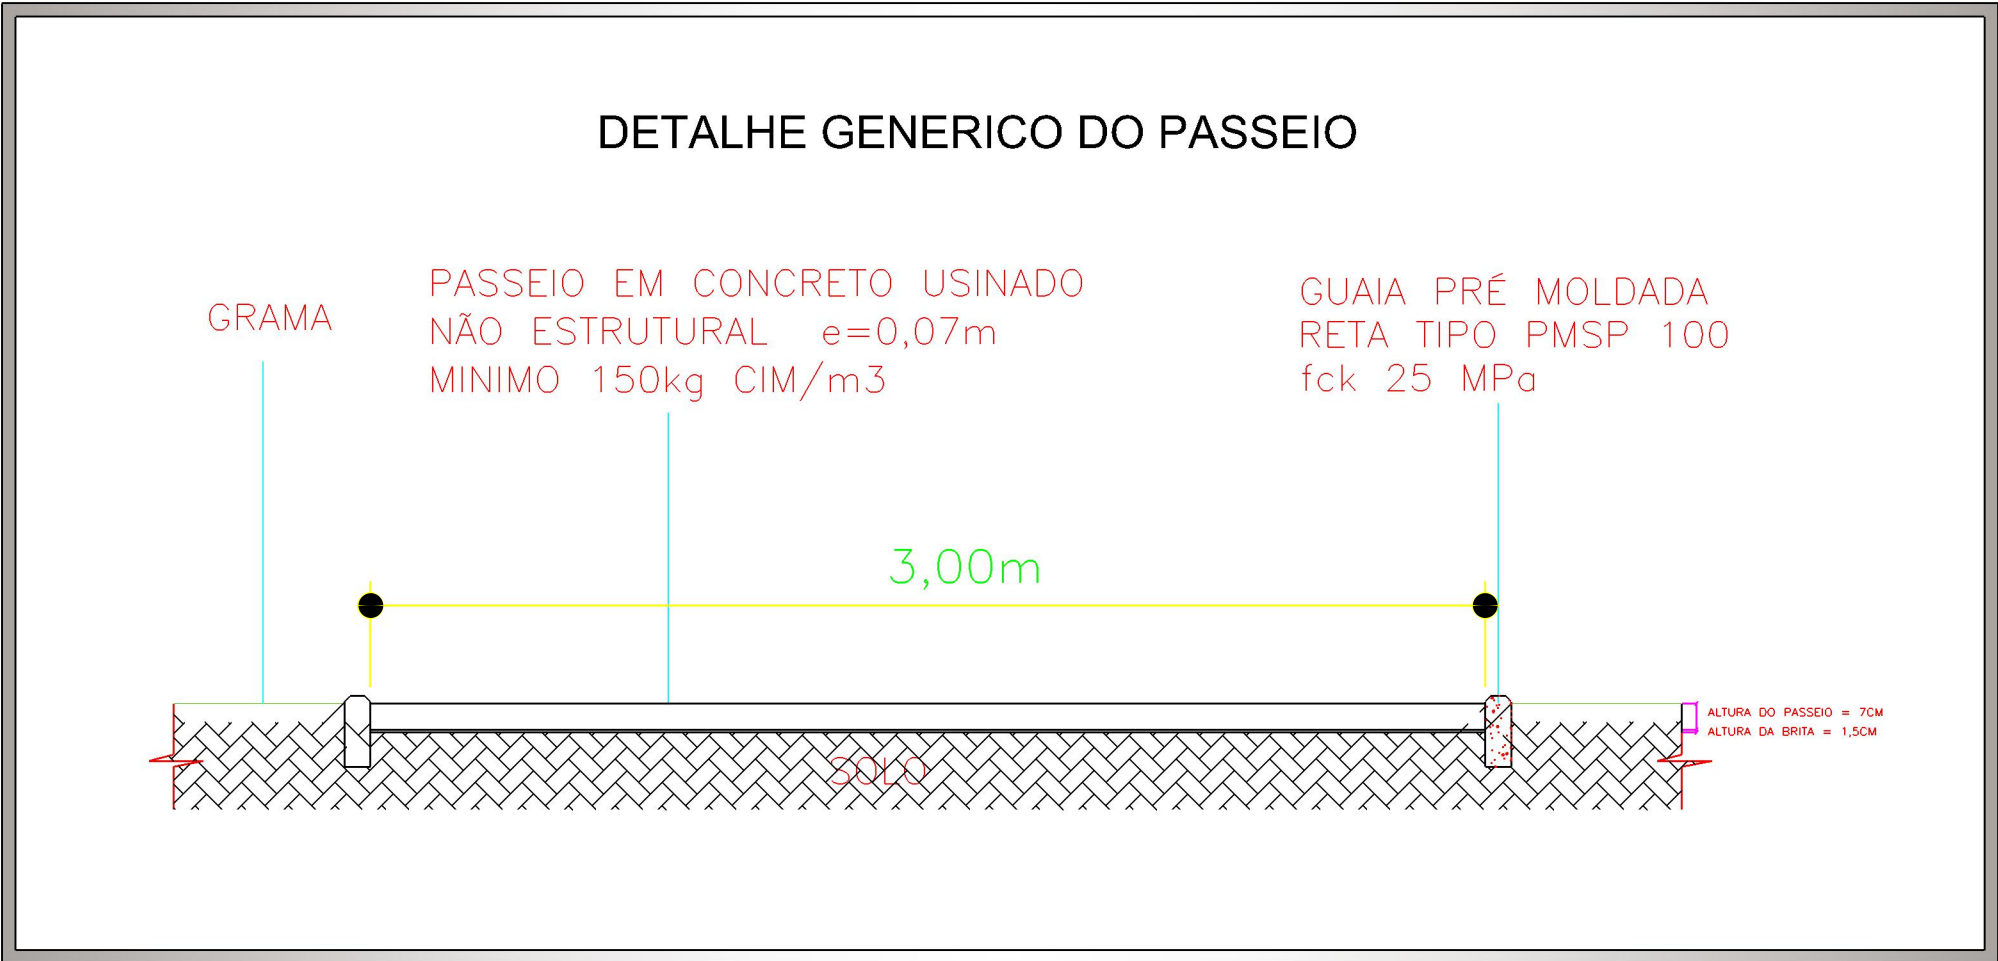 DETALHE GENERICO DO PASSEIO
GRAMA
PASSEIO EM CONCRETO USINADO
NÃO ESTRUTURAL e=0,07m
MINIMO 150kg CIM/m3
GUAIA PRÉ MOLDADA
RETA TIPO PMSP 100
fck 25 MPa
3,00m
ALTURA DO PASSEIO = 7CM
ALTURA DA BRITA = 1,5CM
SOLO